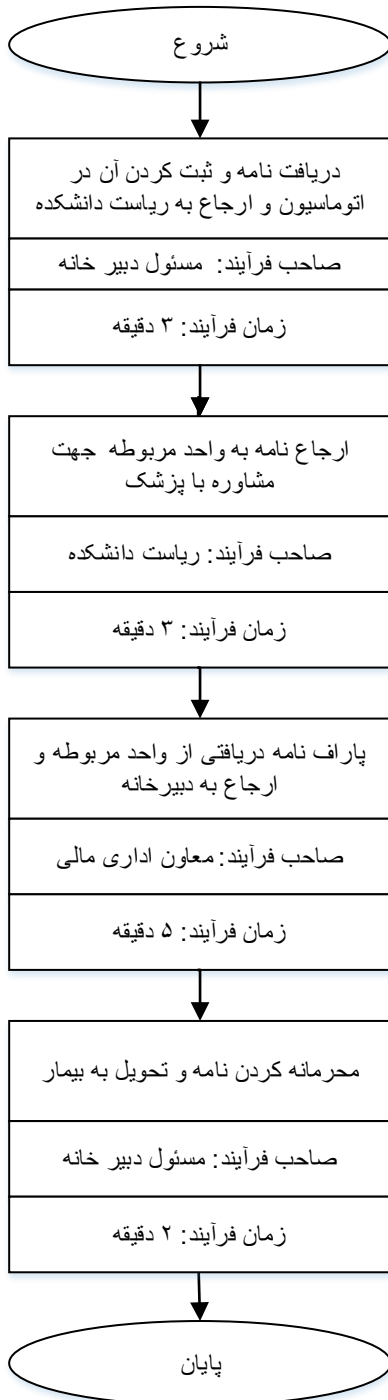 شروع
دریافت نامه و ثبت کردن آن در
اتوماسیون و ارجاع به ریاست دانشکده
صاحب فرآیند: مسئول دبیر خانه
زمان فرآیند: ۳ دقیقه
ارجاع نامه به واحد مربوطه جهت
مشاوره با پزشک
صاحب فرآیند: ریاست دانشکده
زمان فرآیند: ۳ دقیقه
پاراف نامه دریافتی از واحد مربوطه و
ارجاع به دبیرخانه
صاحب فرآیند: معاون اداری مالی
زمان فرآیند: ۵ دقیقه
محرمانه کردن نامه و تحویل به بیمار
صاحب فرآیند: مسئول دبیر خانه
زمان فرآیند: ۲ دقیقه
پایان